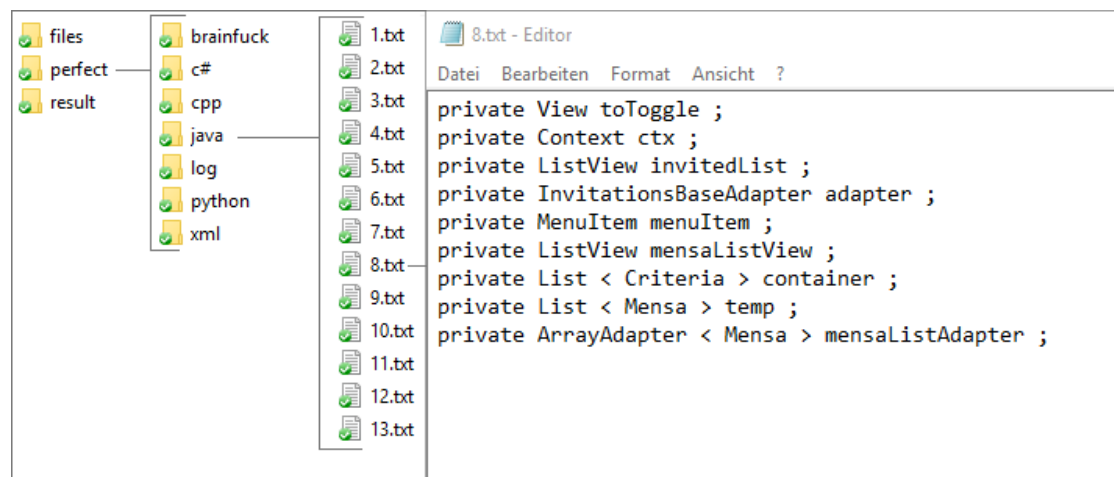 files
perfect
result
brainfuck
c#
cpp
java
log
python
xml
1.txt
2.txt
3.txt
4.txt
5.txt
6.txt
7.txt
8.txt
9.txt
10.txt
11.txt
12.txt
13.txt
8.txt - Editor
Datei Bearbeiten Format Ansicht ?
private View toToggle ;
private Context ctx ;
private ListView invitedList ;
private InvitationsBaseAdapter adapter ;
private MenuItem menuItem ;
private ListView mensaListView ;
private List < Criteria > container ;
private List < Mensa > temp ;
private ArrayAdapter < Mensa > mensaListAdapter ;